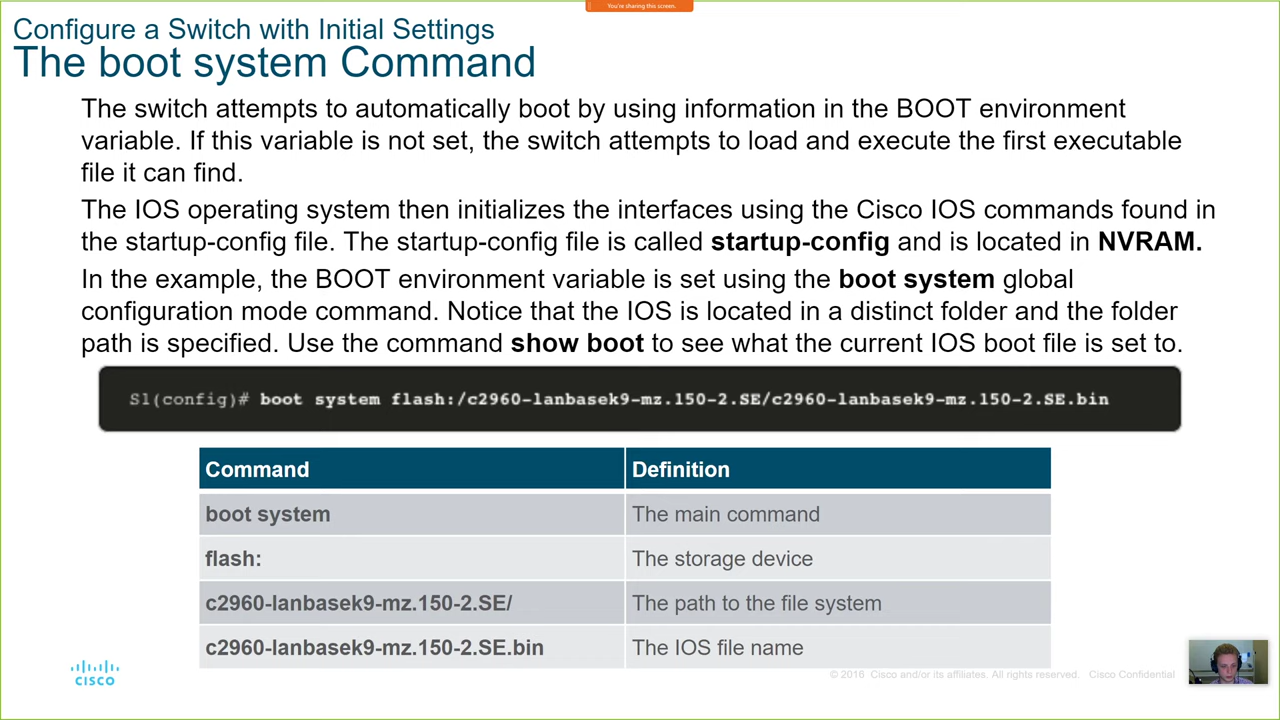 You're sharing this screen.
Configure a Switch with Initial Settings
The boot system Command
The switch attempts to automatically boot by using information in the BOOT environment
variable. If this variable is not set, the switch attempts to load and execute the first executable
file it can find.
The IOS operating system then initializes the interfaces using the Cisco IOS commands found in
the startup-config file. The startup-config file is called startup-config and is located in NVRAM.
In the example, the BOOT environment variable is set using the boot system global
configuration mode command. Notice that the IOS is located in a distinct folder and the folder
path is specified. Use the command show boot to see what the current IOS boot file is set to.
S1(config)# boot system flash:/c2960-lanbasek9-mz.150-2.SE/c2960-lanbasek9-mz.150-2.SE.bin
Command Definition
boot system The main command
flash: The storage device
c2960-lanbasek9-mz.150-2.SE/ The path to the file system
c2960-lanbasek9-mz.150-2.SE.bin The IOS file name
CISCO
© 2016 Cisco and/or its affiliates. All rights reserved. Cisco Confidential